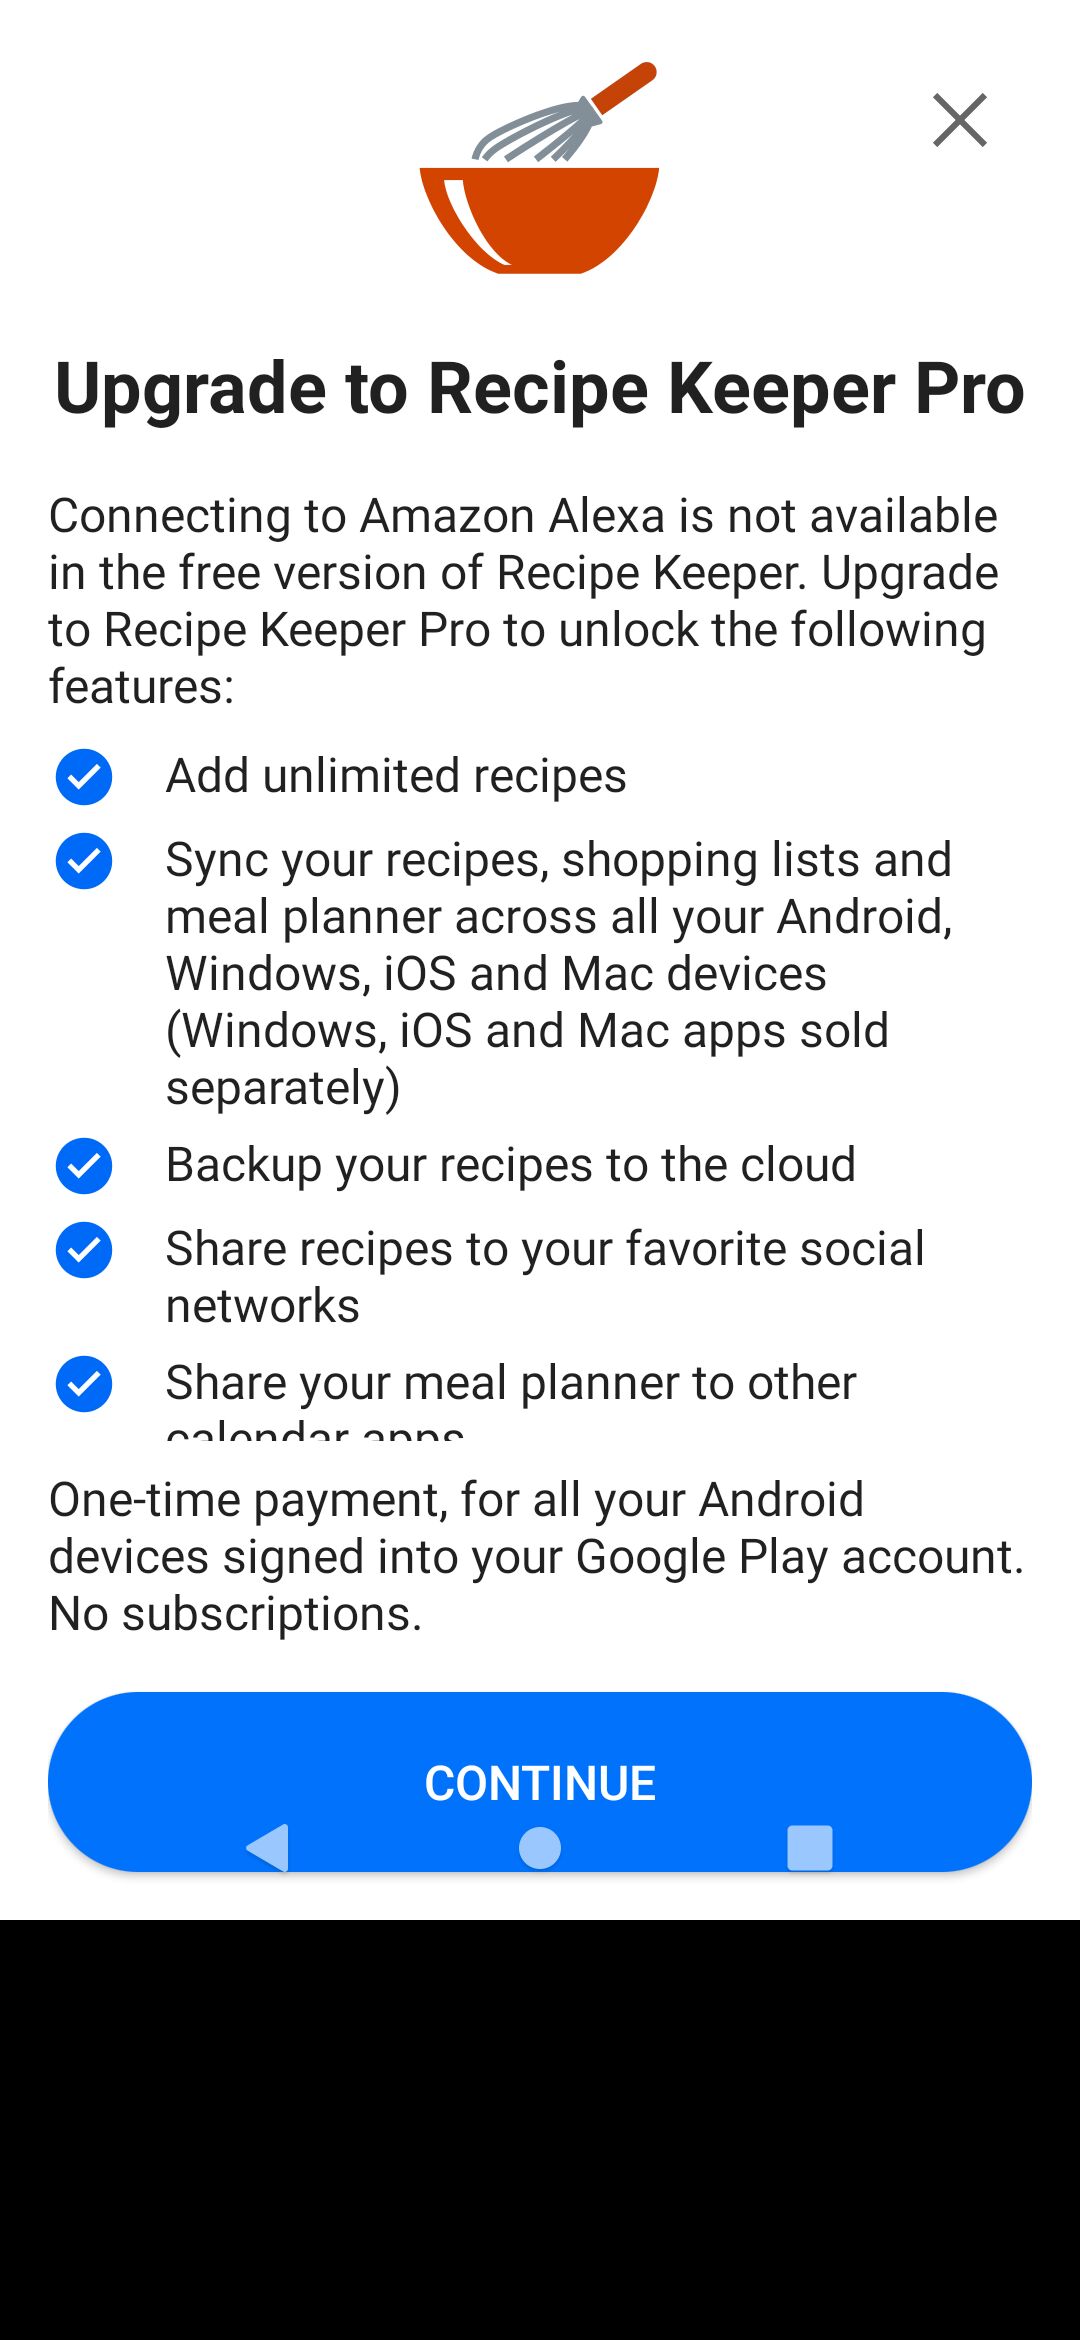 Upgrade to Recipe Keeper Pro
Connecting to Amazon Alexa is not available
in the free version of Recipe Keeper. Upgrade
to Recipe Keeper Pro to unlock the following
features:
Add unlimited recipes
Sync your recipes, shopping lists and
meal planner across all your Android,
Windows, iOS and Mac devices
(Windows, iOS and Mac apps sold
separately)
Backup your recipes to the cloud
Share recipes to your favorite social
networks
Share your meal planner to other
calendar apps
One-time payment, for all your Android
devices signed into your Google Play account.
No subscriptions.
CONTINUE